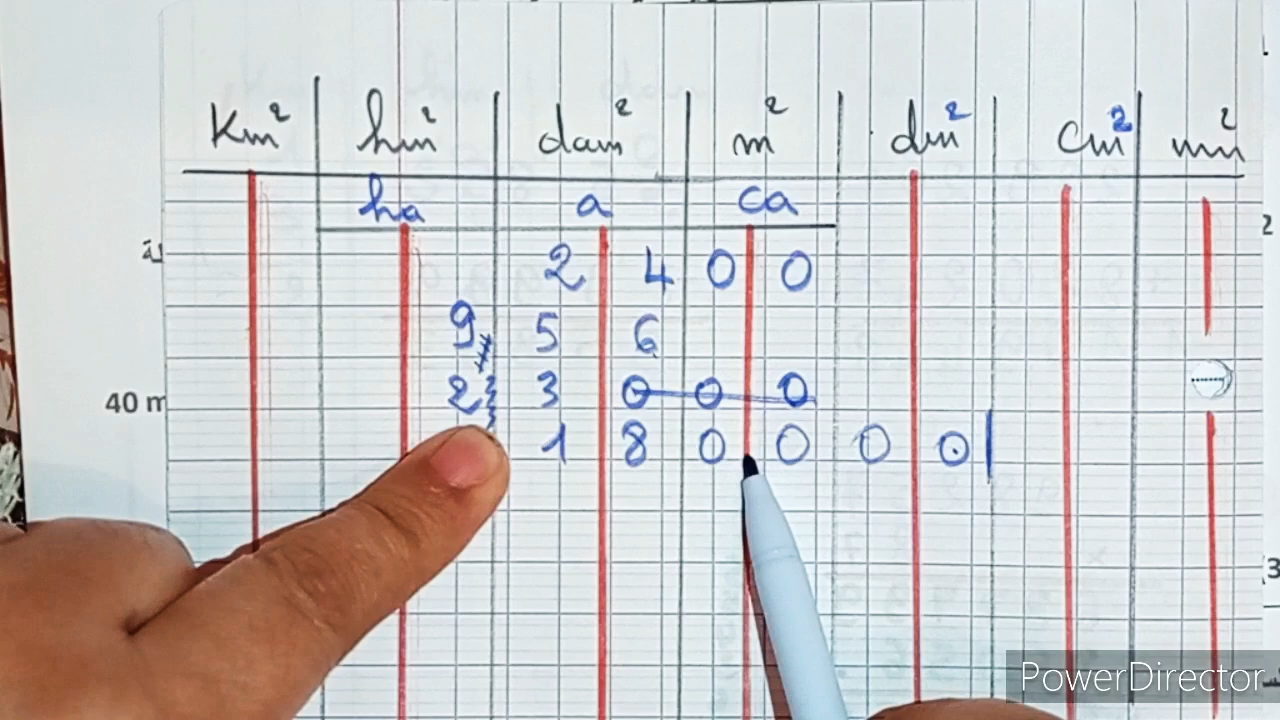 Km² hm² dam² m² dm² cm² mm²
ha a ca
2 4 0 0
9 5 6
2 3 0 0 0
40 m
1 8 0 0 0 0
PowerDirector